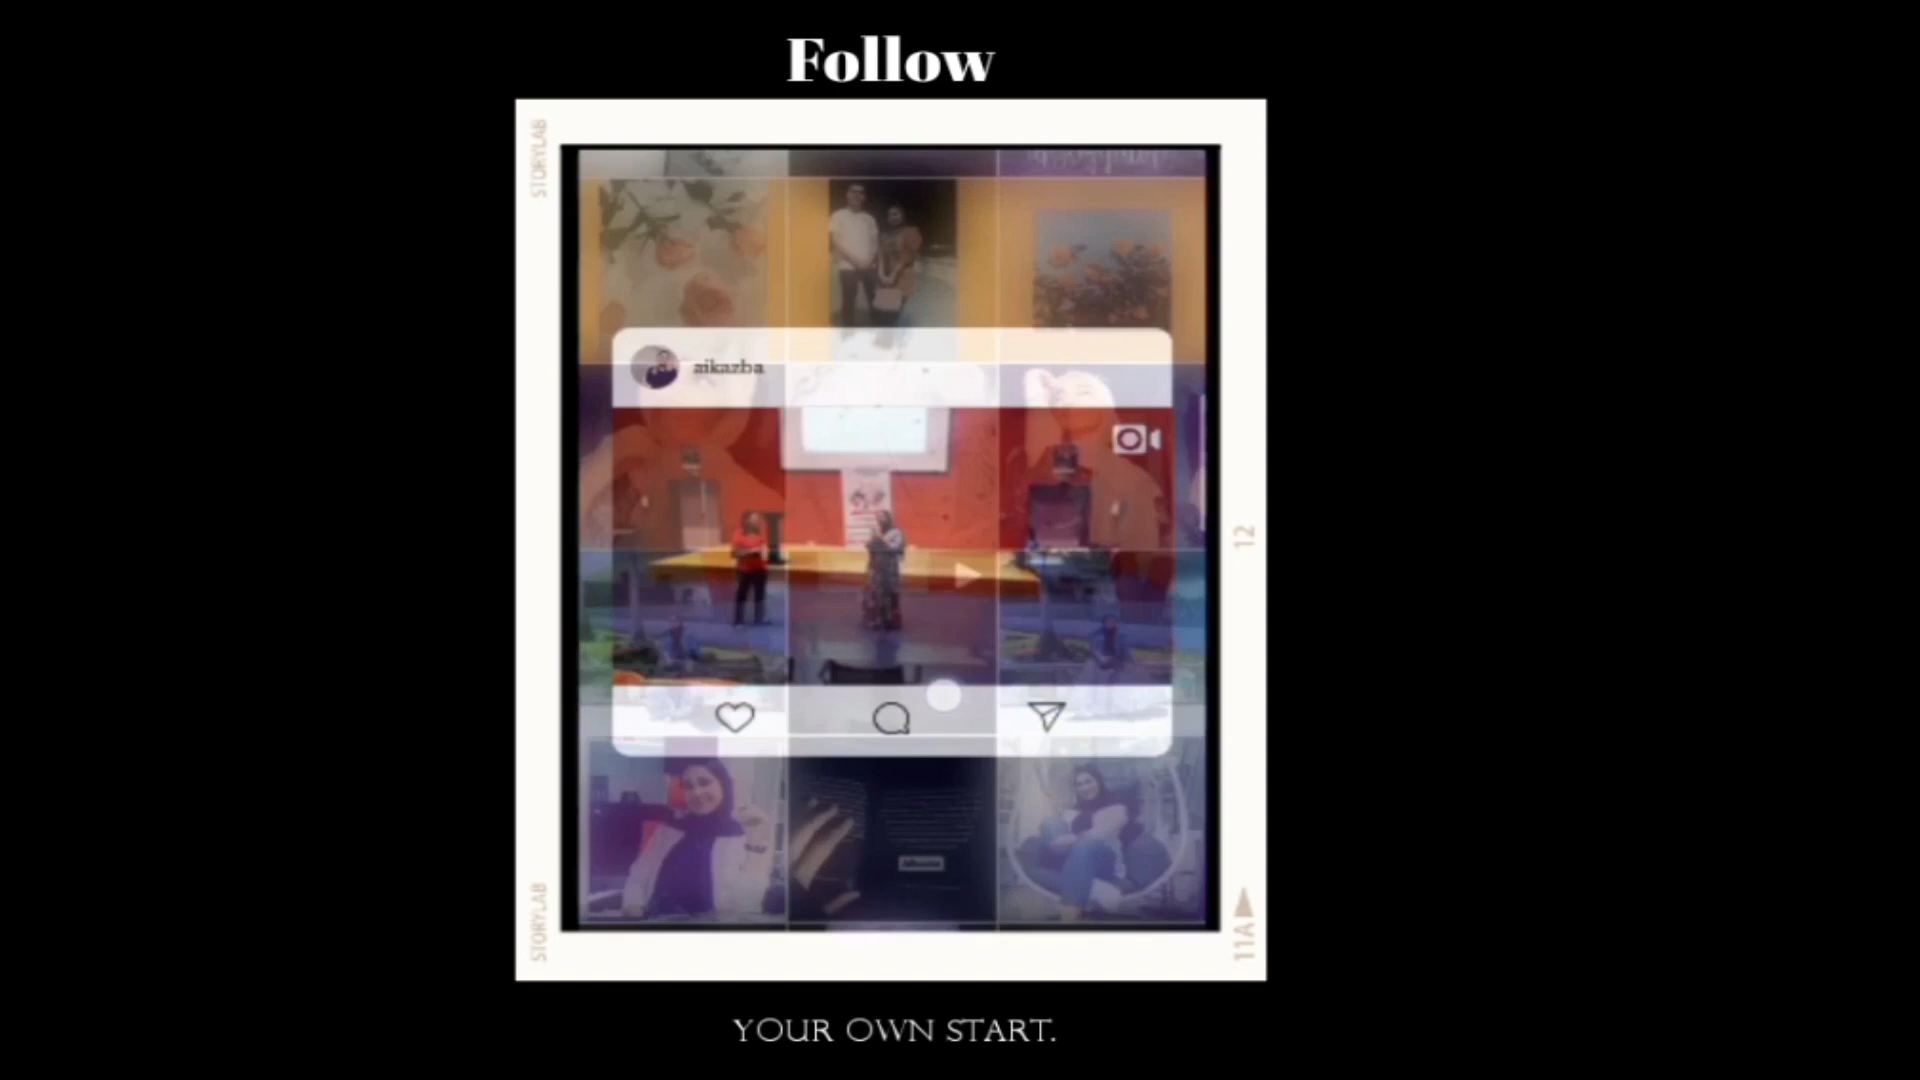 Follow
STORYLAB
aikazba
12
STORYLAB
11A
YOUR OWN START.